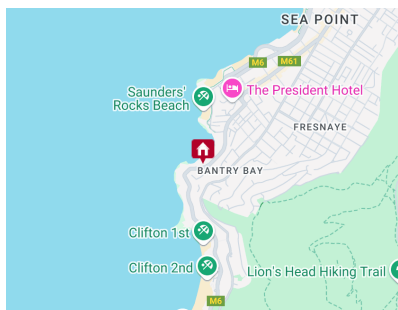 SEA POINT
M6
M61
Saunders'
Rocks Beach
The President Hotel
FRESNAYE
BANTRY BAY
Clifton 1st
Clifton 2nd
Lion's Head Hiking Trail
M6